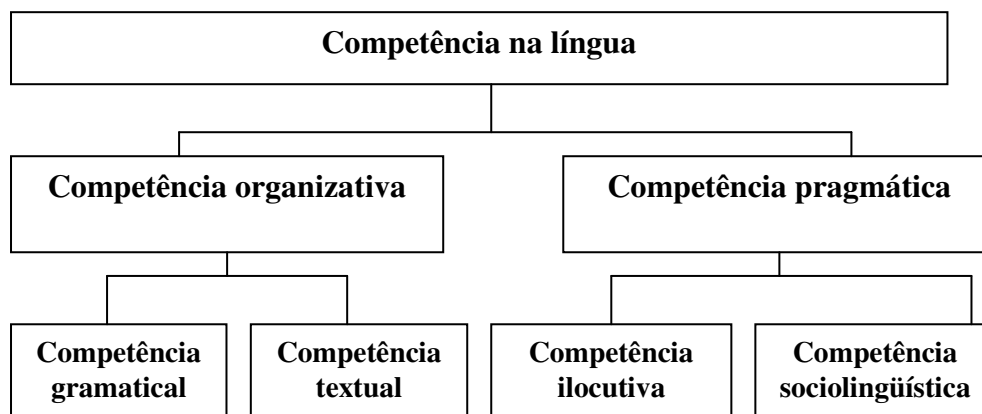 Competência na língua
Competência organizativa
Competência pragmática
Competência
gramatical
Competência
textual
Competência
ilocutiva
Competência
sociolingüística